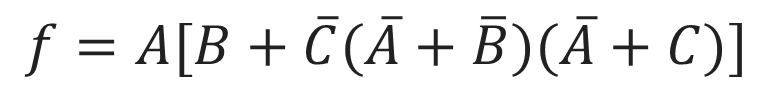 f = A[B + C̄(Ā + B̄)(Ā + C)]